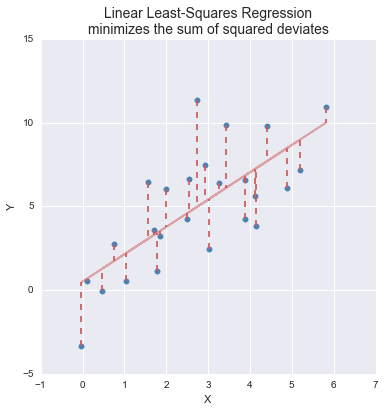 Linear Least-Squares Regression
minimizes the sum of squared deviates
15
10
5
0
−5
Y
−1 0 1 2 3 4 5 6 7
X